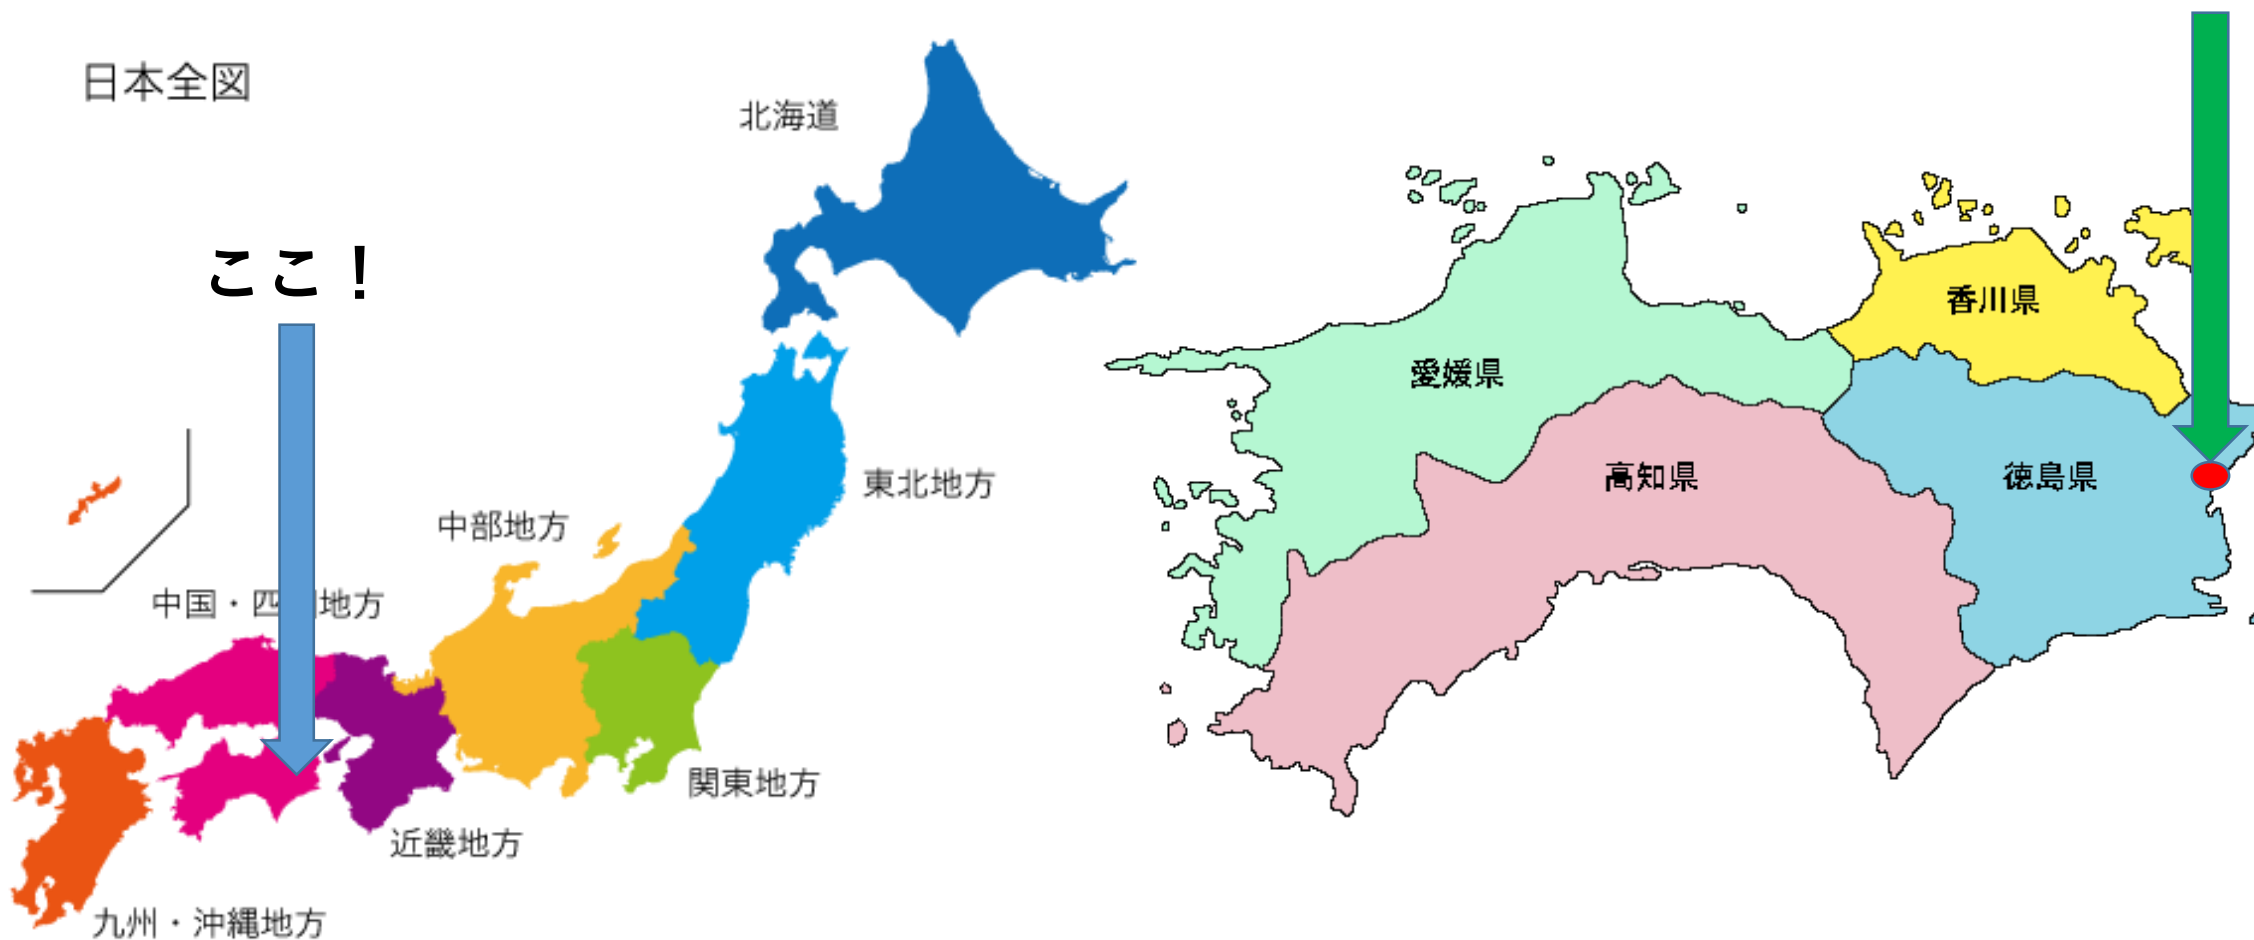 日本全図
北海道
ここ！
東北地方
中部地方
中国・四国地方
関東地方
近畿地方
九州・沖縄地方
香川県
愛媛県
高知県
徳島県